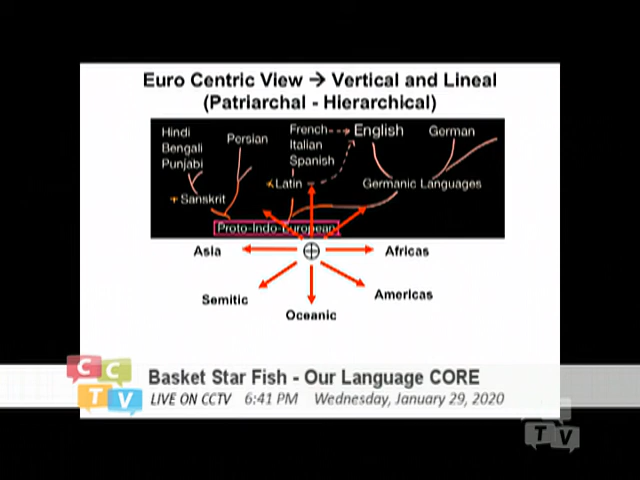 Euro Centric View → Vertical and Lineal
(Patriarchal - Hierarchical)
Hindi
Bengali
Punjabi
Persian
French
Italian
Spanish
English
German
Latin
Germanic Languages
Sanskrit
Proto-Indo-European
Asia
Africas
Semitic
Americas
Oceanic
CCTV
Basket Star Fish - Our Language CORE
LIVE ON CCTV 6:41 PM Wednesday, January 29, 2020
TV